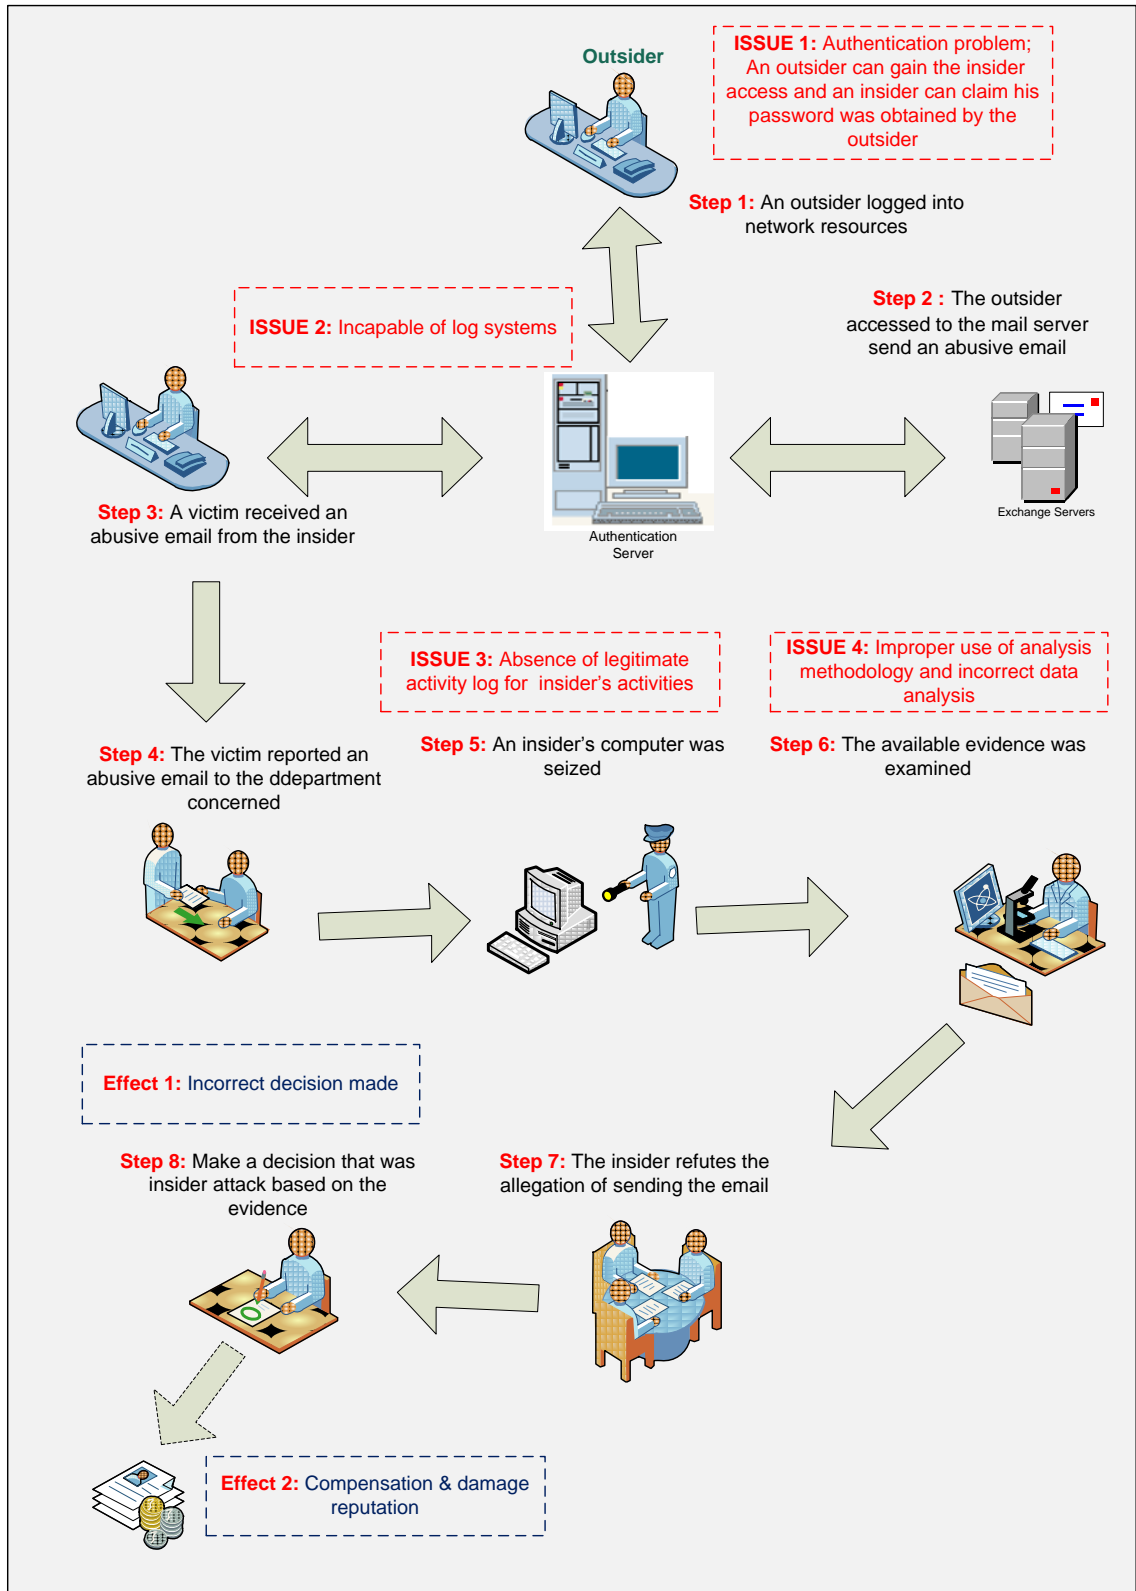 Outsider
ISSUE 1: Authentication problem;
An outsider can gain the insider
access and an insider can claim his
password was obtained by the
outsider
Step 1: An outsider logged into
network resources
ISSUE 2: Incapable of log systems
Step 2 : The outsider
accessed to the mail server
send an abusive email
Step 3: A victim received an
abusive email from the insider
Authentication
Server
Exchange Servers
ISSUE 3: Absence of legitimate
activity log for insider's activities
ISSUE 4: Improper use of analysis
methodology and incorrect data
analysis
Step 4: The victim reported an
abusive email to the ddepartment
concerned
Step 5: An insider's computer was
seized
Step 6: The available evidence was
examined
Effect 1: Incorrect decision made
Step 8: Make a decision that was
insider attack based on the
evidence
Step 7: The insider refutes the
allegation of sending the email
Effect 2: Compensation & damage
reputation